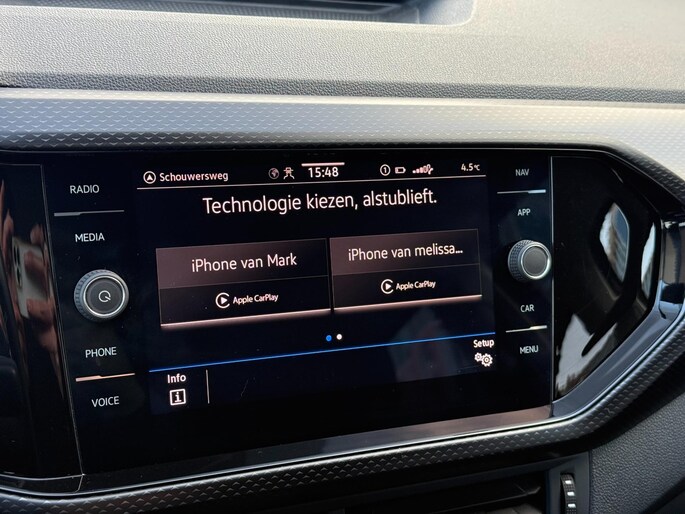 Schouwersweg 15:48 1 4.5°C
Technologie kiezen, alstublieft.
iPhone van Mark
Apple CarPlay
iPhone van melissa...
Apple CarPlay
Setup
Info
RADIO
MEDIA
PHONE
VOICE
NAV
APP
CAR
MENU